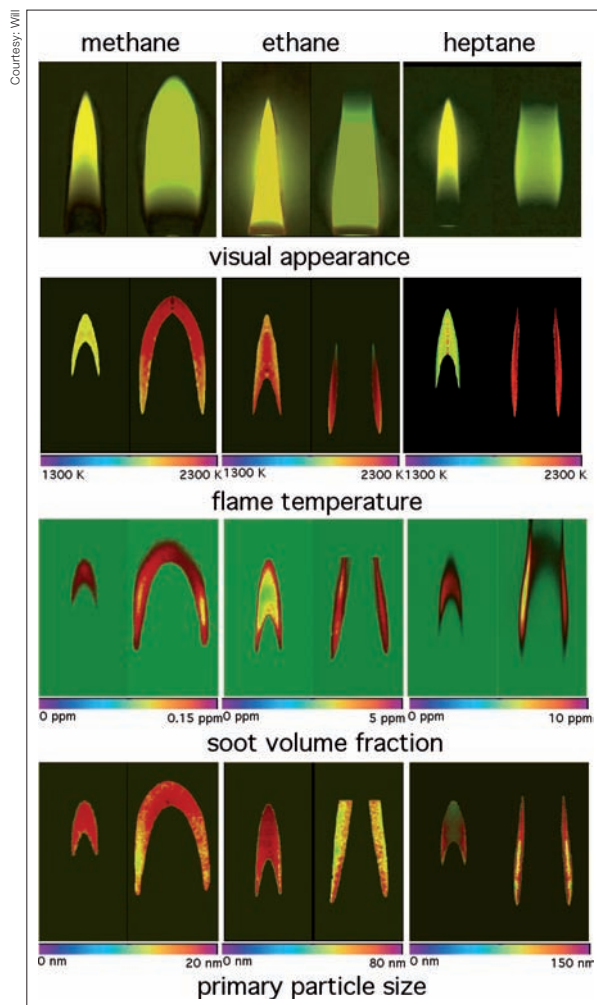 Courtesy: Will
methane ethane heptane
visual appearance
1300 K 2300 K 1300 K 2300 K 1300 K 2300 K
flame temperature
0 ppm 0.15 ppm 0 ppm 5 ppm 0 ppm 10 ppm
soot volume fraction
0 nm 20 nm 0 nm 80 nm 0 nm 150 nm
primary particle size